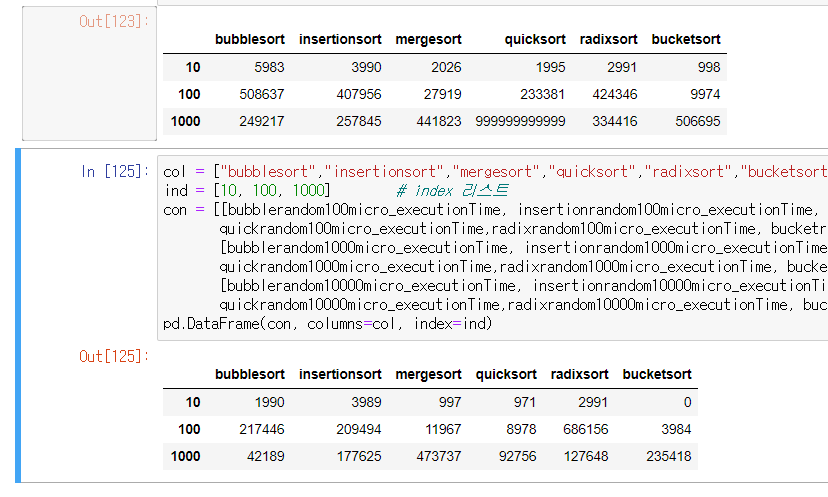 Out[123]:
bubblesort insertionsort mergesort quicksort radixsort bucketsort
10 5983 3990 2026 1995 2991 998
100 508637 407956 27919 233381 424346 9974
1000 249217 257845 441823 999999999999 334416 506695
In [125]: col = ["bubblesort","insertionsort","mergesort","quicksort","radixsort","bucketsort
ind = [10, 100, 1000] # index 리스트
con = [[bubblerandom100micro_executionTime, insertionrandom100micro_executionTime,
quickrandom100micro_executionTime,radixrandom100micro_executionTime, bucketr
[bubblerandom1000micro_executionTime, insertionrandom1000micro_executionTime
quickrandom1000micro_executionTime,radixrandom1000micro_executionTime, bucke
[bubblerandom10000micro_executionTime, insertionrandom10000micro_executionTi
quickrandom10000micro_executionTime,radixrandom10000micro_executionTime, buc
pd.DataFrame(con, columns=col, index=ind)
Out[125]:
bubblesort insertionsort mergesort quicksort radixsort bucketsort
10 1990 3989 997 971 2991 0
100 217446 209494 11967 8978 686156 3984
1000 42189 177625 473737 92756 127648 235418